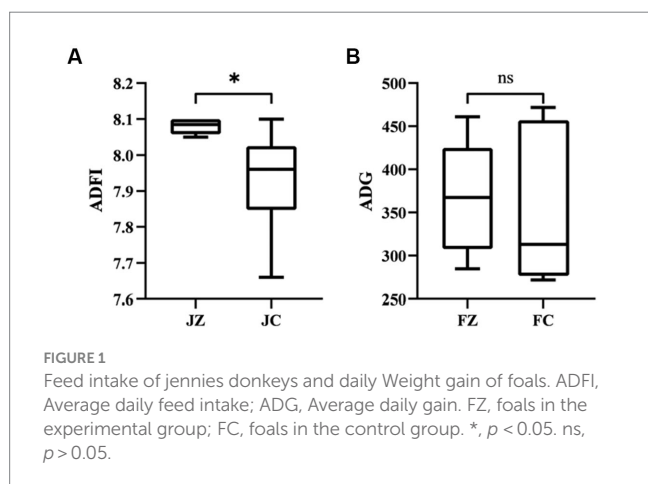 A
ADFI
8.2
8.1
8.0
7.9
7.8
7.7
7.6
*
JZ
JC
B
ADG
500
450
400
350
300
250
ns
FZ
FC
FIGURE 1
Feed intake of jennies donkeys and daily Weight gain of foals. ADFI,
Average daily feed intake; ADG, Average daily gain. FZ, foals in the
experimental group; FC, foals in the control group. *, p < 0.05. ns,
p > 0.05.